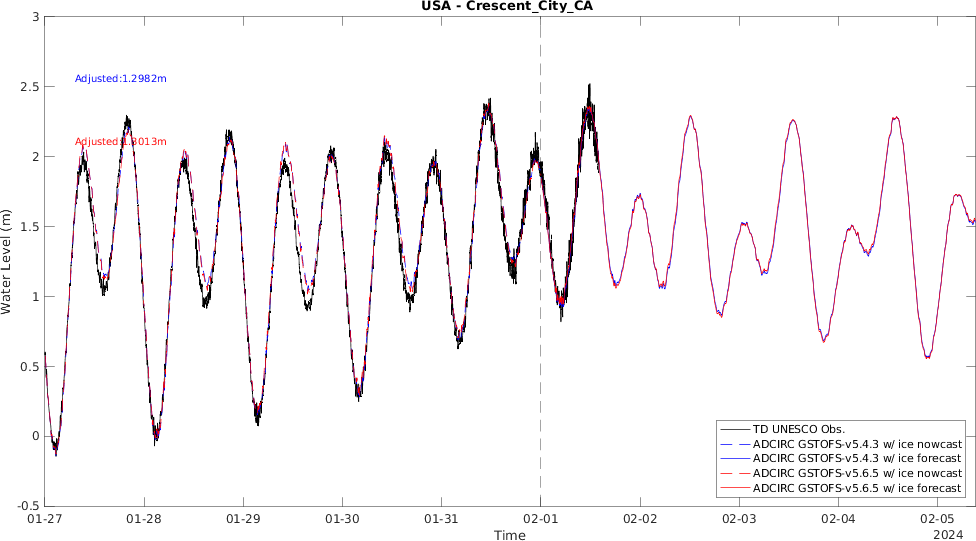 USA - Crescent_City_CA
3
2.5
2
1.5
1
0.5
0
-0.5
Water Level (m)
Adjusted:1.2982m
Adjusted:1.3013m
TD UNESCO Obs.
ADCIRC GSTOFS-v5.4.3 w/ ice nowcast
ADCIRC GSTOFS-v5.4.3 w/ ice forecast
ADCIRC GSTOFS-v5.6.5 w/ ice nowcast
ADCIRC GSTOFS-v5.6.5 w/ ice forecast
01-27 01-28 01-29 01-30 01-31 02-01 02-02 02-03 02-04 02-05
Time
2024